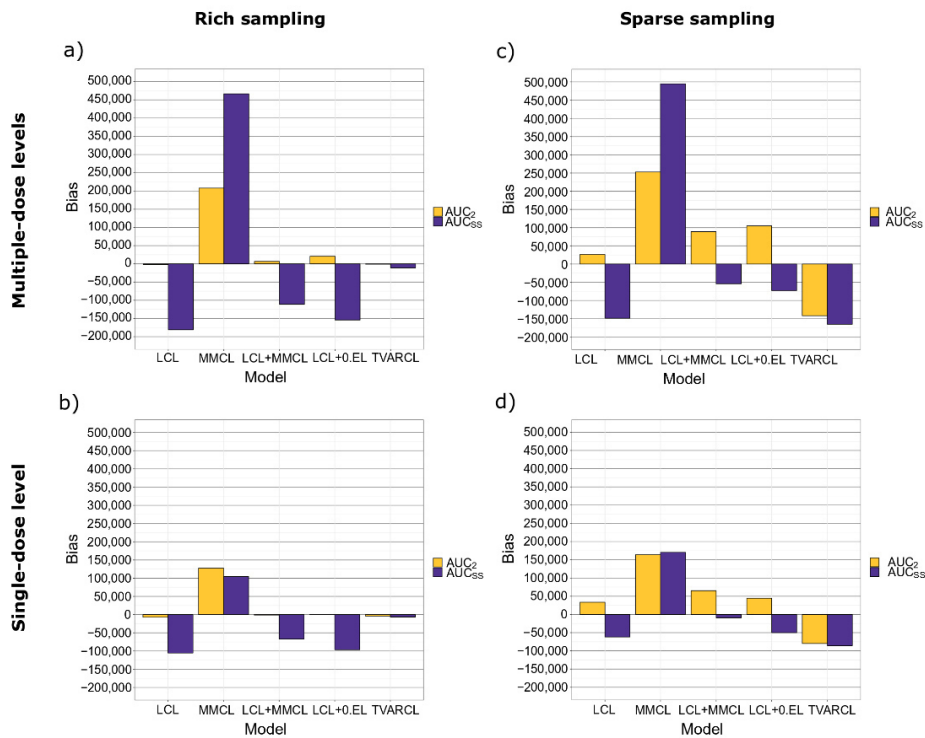 Rich sampling
Sparse sampling
Multiple-dose levels
Single-dose level
a)
500,000
450,000
400,000
350,000
300,000
250,000
200,000
150,000
100,000
50,000
0
−50,000
−100,000
−150,000
−200,000
Bias
LCL MMCL LCL+MMCL LCL+0.EL TVARCL
Model
AUC2
AUCSS
c)
500,000
450,000
400,000
350,000
300,000
250,000
200,000
150,000
100,000
50,000
0
−50,000
−100,000
−150,000
−200,000
Bias
LCL MMCL LCL+MMCL LCL+0.EL TVARCL
Model
AUC2
AUCSS
b)
500,000
450,000
400,000
350,000
300,000
250,000
200,000
150,000
100,000
50,000
0
−50,000
−100,000
−150,000
−200,000
Bias
LCL MMCL LCL+MMCL LCL+0.EL TVARCL
Model
AUC2
AUCSS
d)
500,000
450,000
400,000
350,000
300,000
250,000
200,000
150,000
100,000
50,000
0
−50,000
−100,000
−150,000
−200,000
Bias
LCL MMCL LCL+MMCL LCL+0.EL TVARCL
Model
AUC2
AUCSS